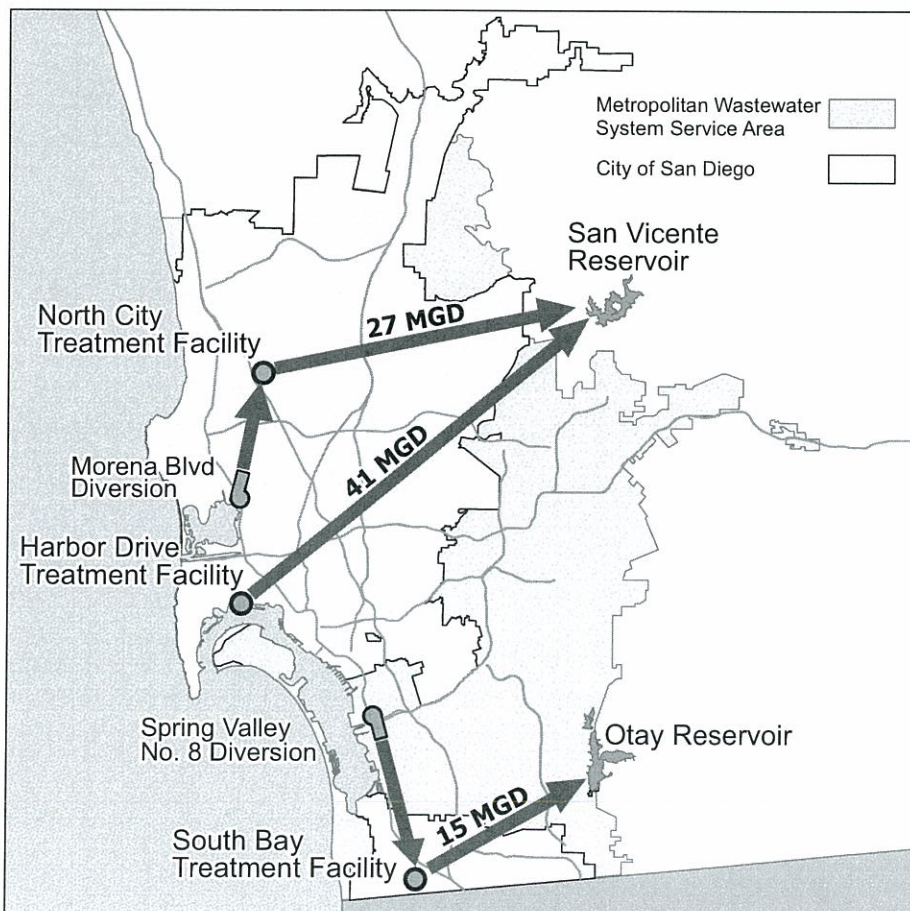 Metropolitan Wastewater
System Service Area
City of San Diego
San Vicente
Reservoir
North City
Treatment Facility
27 MGD
41 MGD
Morena Blvd
Diversion
Harbor Drive
Treatment Facility
Spring Valley
No. 8 Diversion
Otay Reservoir
15 MGD
South Bay
Treatment Facility